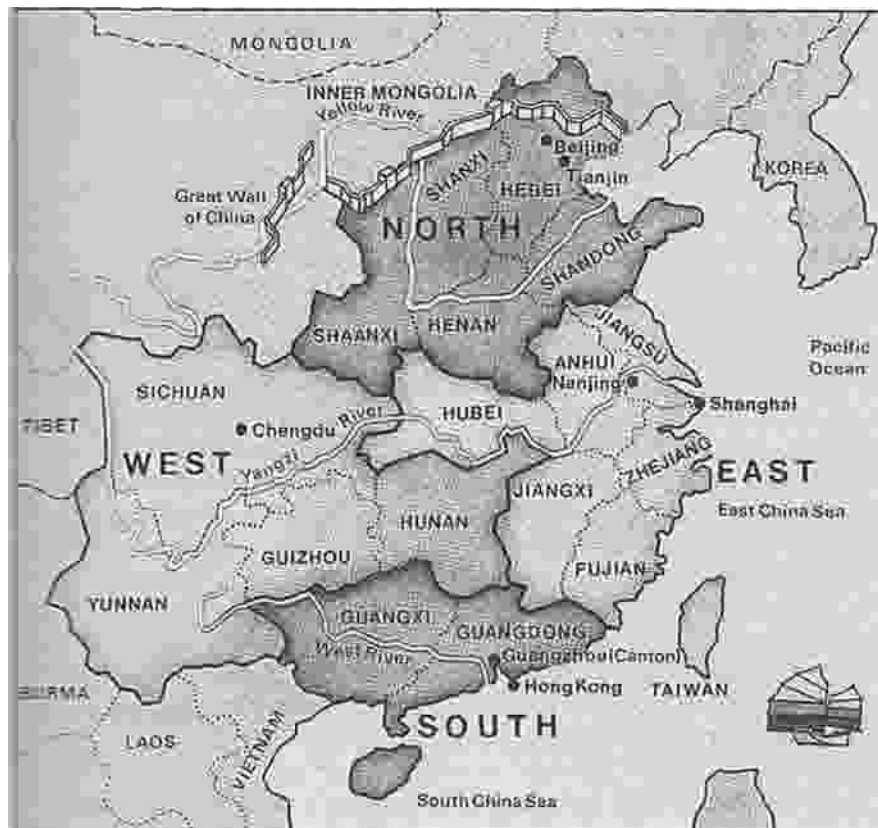 MONGOLIA
INNER MONGOLIA
Yellow River
Beijing
Tianjin
KOREA
Great Wall
of China
SHANXI
HEBEI
NORTH
SHANDONG
SHAANXI
HENAN
JIANGSU
ANHUI
Nanjing
Pacific
Ocean
SICHUAN
HUBEI
Shanghai
TIBET
Chengdu
Yangzi River
WEST
ZHEJIANG
EAST
JIANGXI
East China Sea
HUNAN
GUIZHOU
FUJIAN
YUNNAN
GUANGXI
GUANGDONG
West River
Guangzhou (Canton)
Hong Kong
TAIWAN
BURMA
SOUTH
LAOS
VIETNAM
South China Sea